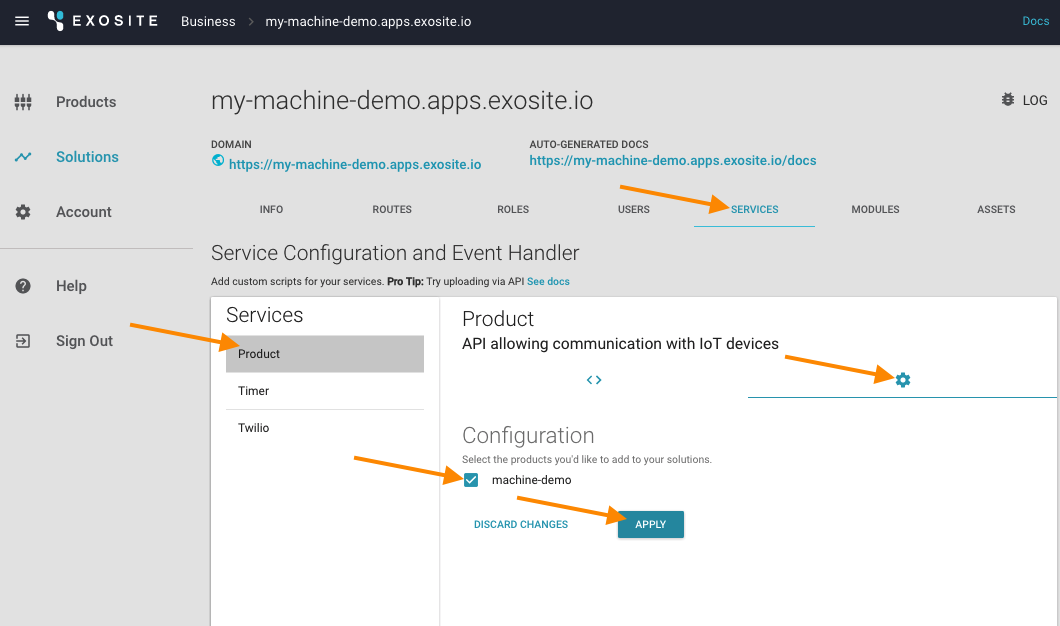 EXOSITE Business > my-machine-demo.apps.exosite.io Docs
Products
Solutions
Account
Help
Sign Out
my-machine-demo.apps.exosite.io
LOG
DOMAIN
https://my-machine-demo.apps.exosite.io
AUTO-GENERATED DOCS
https://my-machine-demo.apps.exosite.io/docs
INFO ROUTES ROLES USERS SERVICES MODULES ASSETS
Service Configuration and Event Handler
Add custom scripts for your services. Pro Tip: Try uploading via API See docs
Services
Product
Timer
Twilio
Product
API allowing communication with IoT devices
Configuration
Select the products you'd like to add to your solutions.
machine-demo
DISCARD CHANGES APPLY